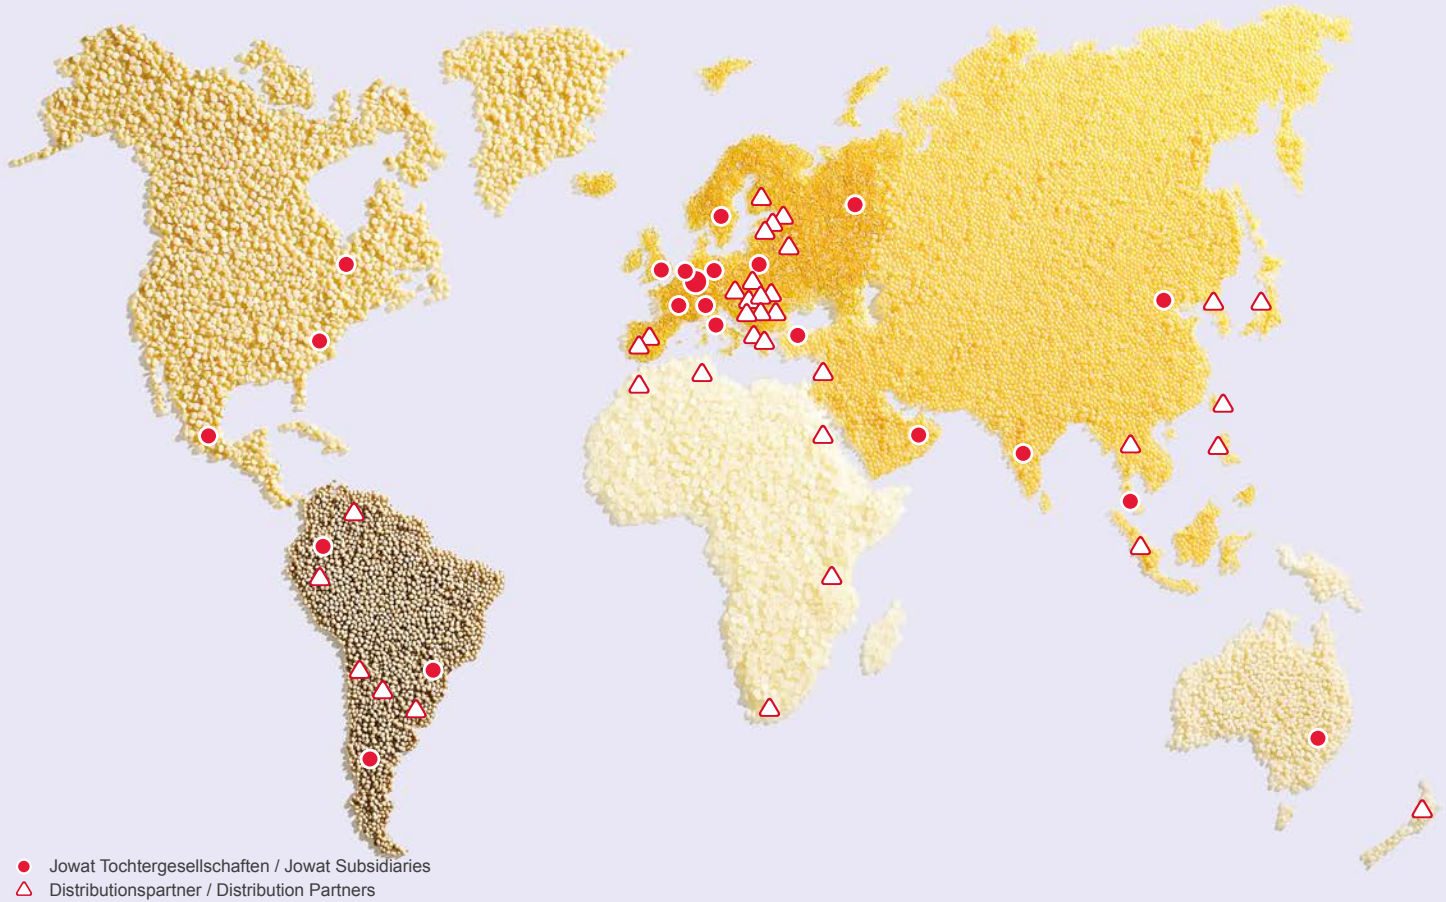 Jowat Tochtergesellschaften / Jowat Subsidiaries
Distributionspartner / Distribution Partners